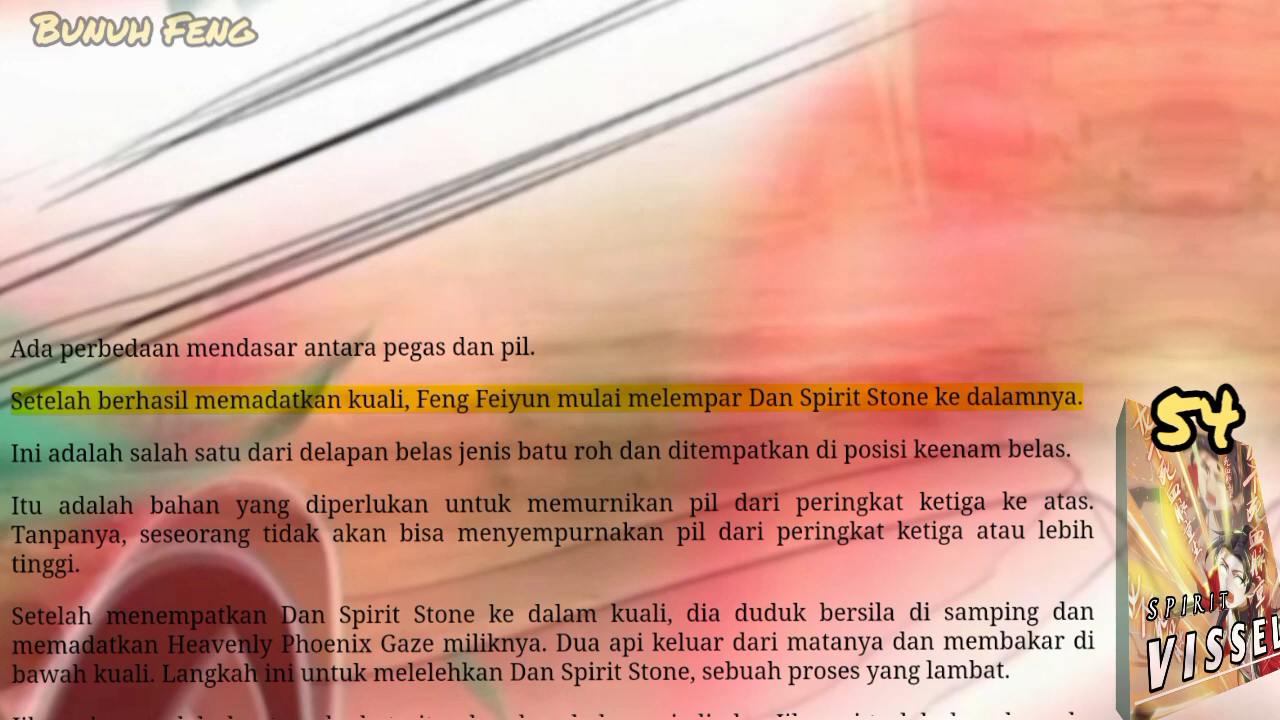 Bunuh Feng
Ada perbedaan mendasar antara pegas dan pil.
Setelah berhasil memadatkan kuali, Feng Feiyun mulai melempar Dan Spirit Stone ke dalamnya.
Ini adalah salah satu dari delapan belas jenis batu roh dan ditempatkan di posisi keenam belas.
Itu adalah bahan yang diperlukan untuk memurnikan pil dari peringkat ketiga ke atas.
Tanpanya, seseorang tidak akan bisa menyempurnakan pil dari peringkat ketiga atau lebih
tinggi.
Setelah menempatkan Dan Spirit Stone ke dalam kuali, dia duduk bersila di samping dan
memadatkan Heavenly Phoenix Gaze miliknya. Dua api keluar dari matanya dan membakar di
bawah kuali. Langkah ini untuk melelehkan Dan Spirit Stone, sebuah proses yang lambat.
54
SPIRIT
VISSEL